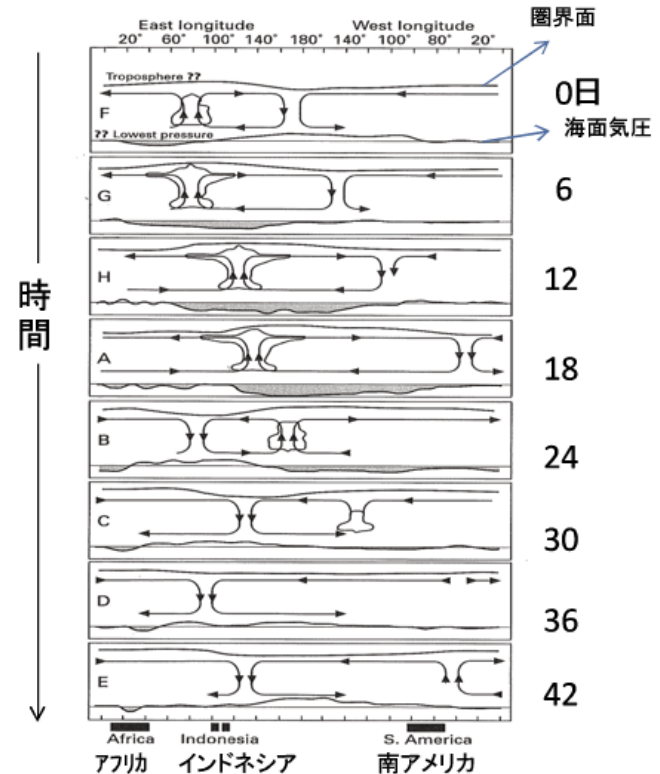 East longitude West longitude
20° 60° 100° 140° 180° 140° 100° 80° 20°
圏界面
Troposphere ??
F
?? Lowest pressure
0日
海面気圧
G
6
H
12
時間
A
18
B
24
C
30
D
36
E
42
Africa Indonesia S. America
アフリカ インドネシア 南アメリカ